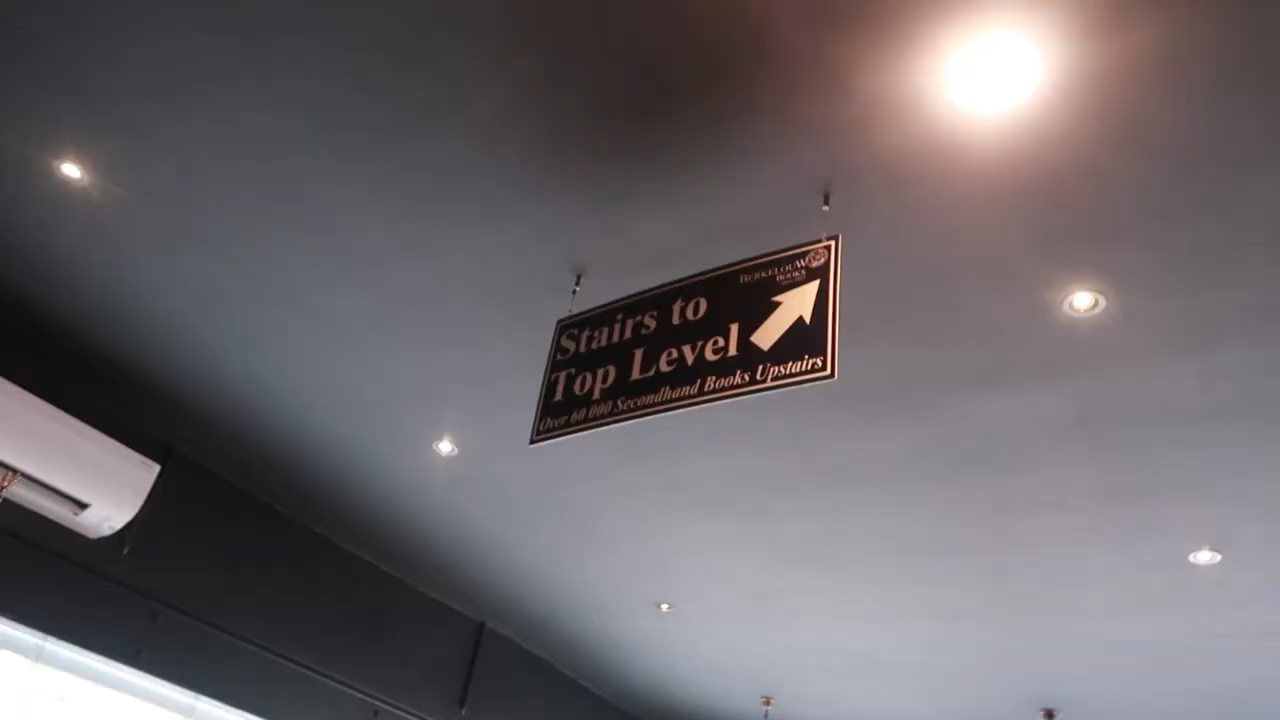 BERKELOUW
BOOKS
Stairs to
Top Level
Over 60 000 Secondhand Books Upstairs